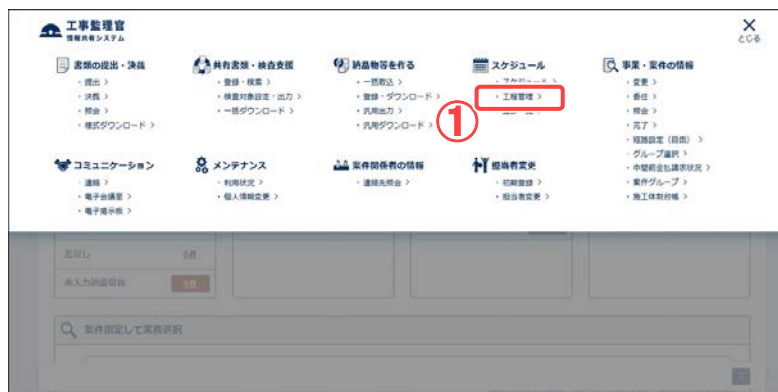 工事監理官
情報共有システム
とじる
書類の提出・決裁
・提出 >
・決裁 >
・照会 >
・様式ダウンロード >
共有書類・検査支援
・登録・検索 >
・検査対象設定・出力 >
・一括ダウンロード >
納品物等を作る
・一括取込 >
・登録・ダウンロード >
・汎用出力 >
・汎用ダウンロード >
スケジュール
・スケジュール >
・工程管理 >
①
事業・案件の情報
・変更 >
・委任 >
・照会 >
・完了 >
・経路設定（自由） >
・グループ選択 >
・中間前金払請求状況 >
・案件グループ >
・施工体制台帳 >
コミュニケーション
・連絡 >
・電子会議室 >
・電子掲示板 >
メンテナンス
・利用状況 >
・個人情報変更 >
案件関係者の情報
・連絡先照会 >
担当者変更
・初期登録 >
・担当者変更 >
差戻し
0件
未入力納品情報
9件
案件指定して業務選択